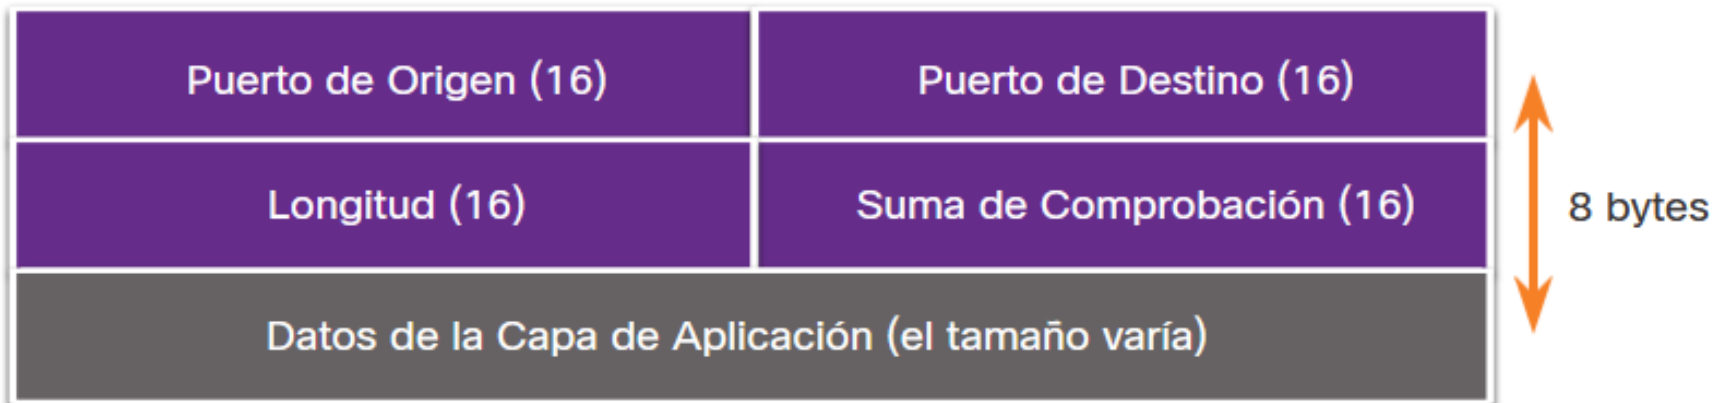 Puerto de Origen (16)
Puerto de Destino (16)
Longitud (16)
Suma de Comprobación (16)
8 bytes
Datos de la Capa de Aplicación (el tamaño varía)